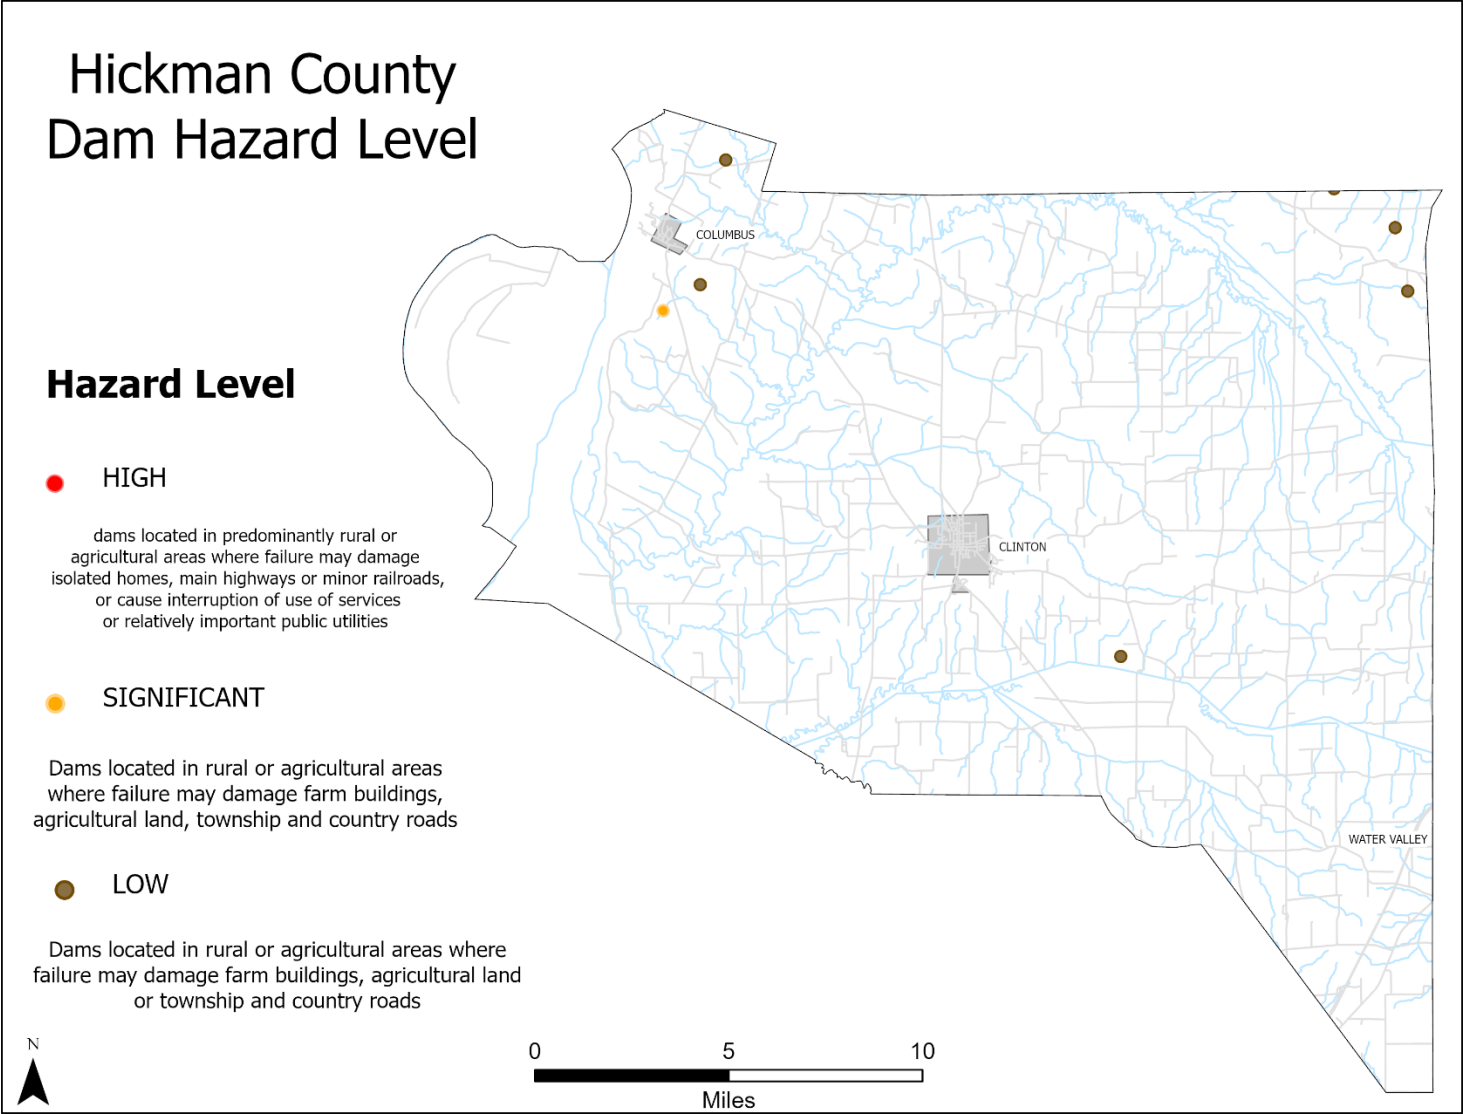 Hickman County
Dam Hazard Level
COLUMBUS
Hazard Level
HIGH
dams located in predominantly rural or
agricultural areas where failure may damage
isolated homes, main highways or minor railroads,
or cause interruption of use of services
or relatively important public utilities
CLINTON
SIGNIFICANT
Dams located in rural or agricultural areas
where failure may damage farm buildings,
agricultural land, township and country roads
WATER VALLEY
LOW
Dams located in rural or agricultural areas where
failure may damage farm buildings, agricultural land
or township and country roads
N
0 5 10
Miles